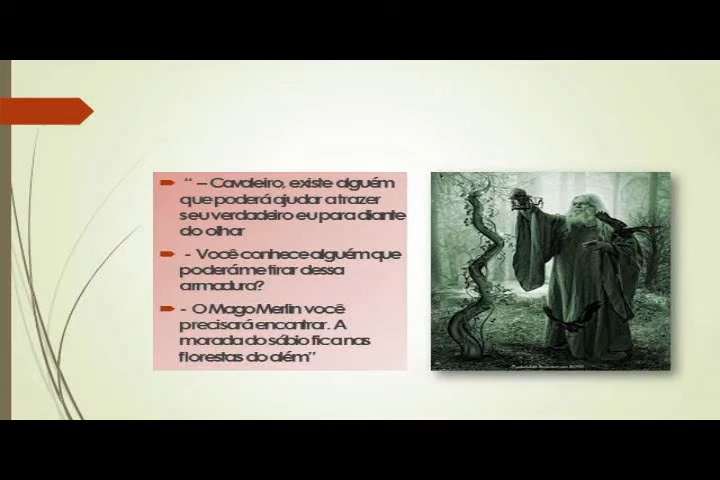 “ – Cavaleiro, existe alguém
que poderá ajudar a trazer
seu verdadeiro eu para diante
do olhar
- Você conhece alguém que
poderá me tirar dessa
armadura?
- O Mago Merlin você
precisará encontrar. A
morada do sábio fica nas
florestas do além”